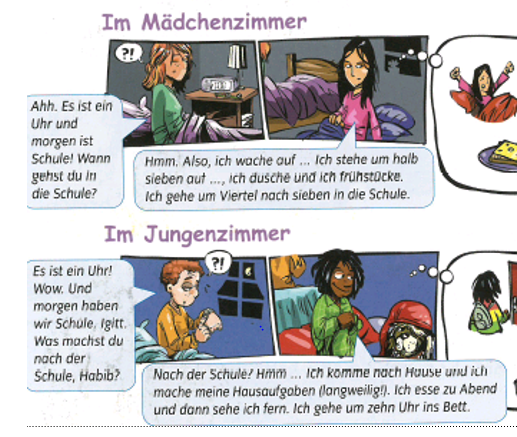 Im Mädchenzimmer
?!
Ahh. Es ist ein
Uhr und
morgen ist
Schule! Wann
gehst du in
die Schule?
Hmm. Also, ich wache auf ... Ich stehe um halb
sieben auf ..., ich dusche und ich frühstücke.
Ich gehe um Viertel nach sieben in die Schule.
Im Jungenzimmer
?!
Es ist ein Uhr!
Wow. Und
morgen haben
wir Schule. Igitt.
Was machst du
nach der
Schule, Habib?
Nach der Schule? Hmm ... Ich komme nach Hause und ich
mache meine Hausaufgaben (langweilig!). Ich esse zu Abend
und dann sehe ich fern. Ich gehe um zehn Uhr ins Bett.